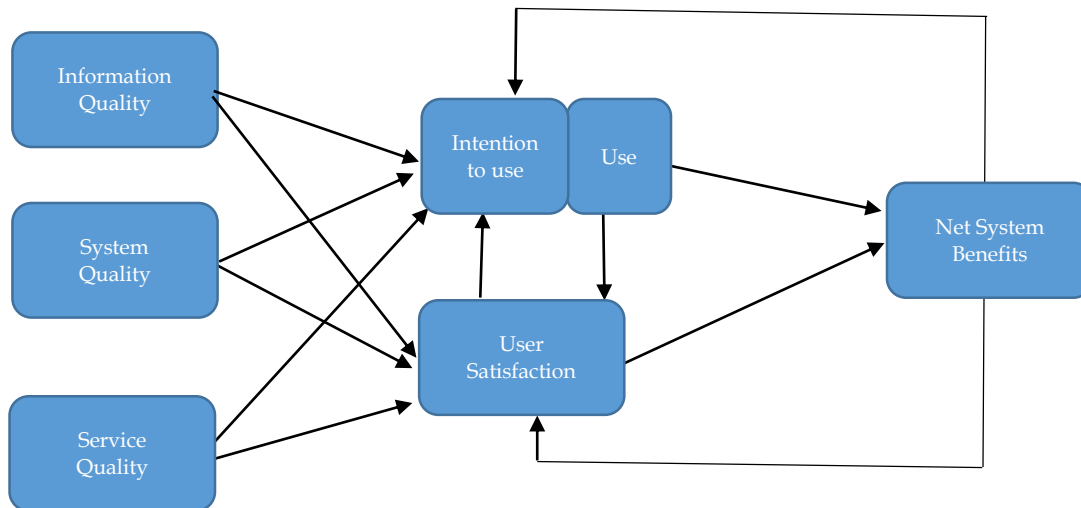 Information
Quality
Intention
to use
Use
System
Quality
Net System
Benefits
User
Satisfaction
Service
Quality